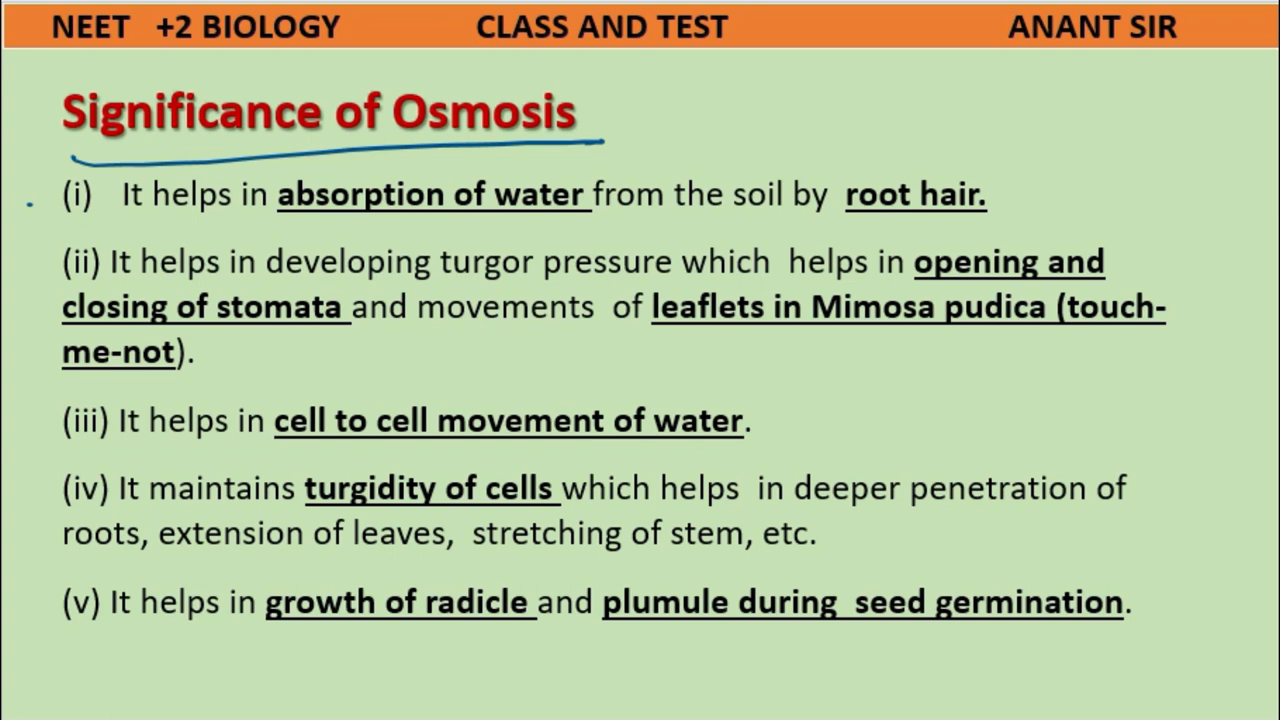 NEET +2 BIOLOGY CLASS AND TEST ANANT SIR
Significance of Osmosis
(i) It helps in absorption of water from the soil by root hair.
(ii) It helps in developing turgor pressure which helps in opening and
closing of stomata and movements of leaflets in Mimosa pudica (touch-
me-not).
(iii) It helps in cell to cell movement of water.
(iv) It maintains turgidity of cells which helps in deeper penetration of
roots, extension of leaves, stretching of stem, etc.
(v) It helps in growth of radicle and plumule during seed germination.